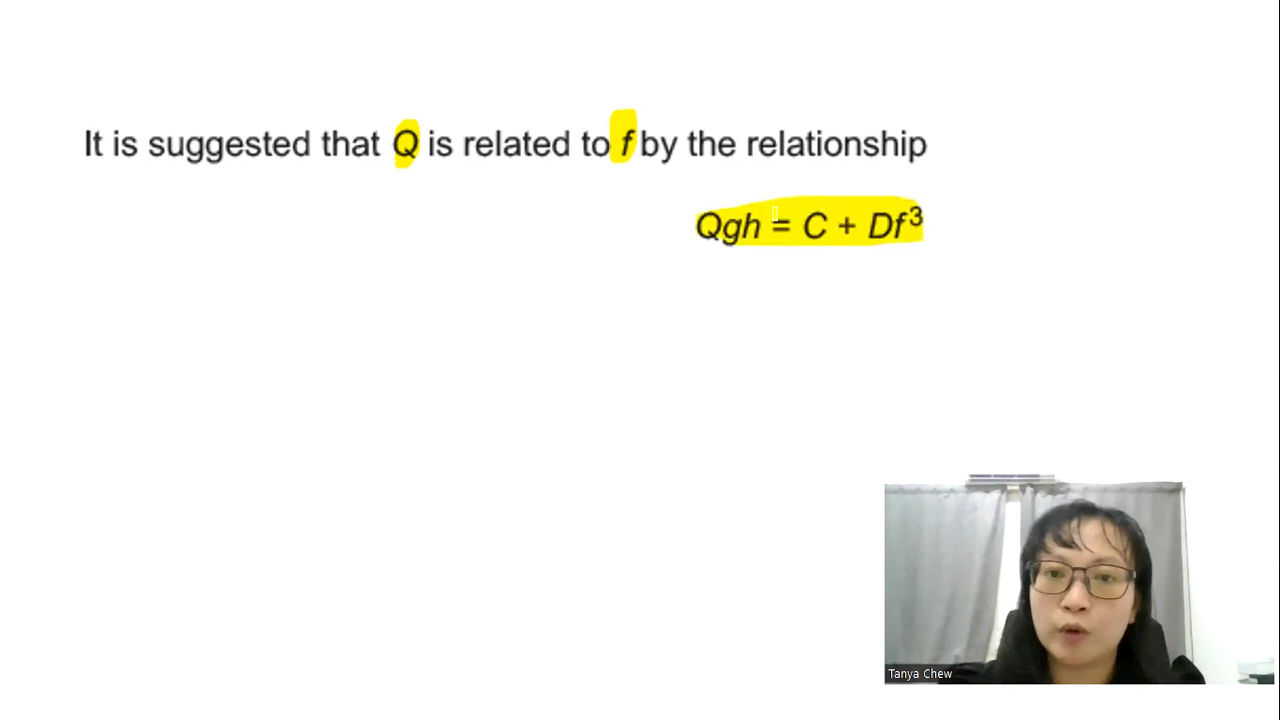 It is suggested that Q is related to f by the relationship
Qgh = C + Df³
Tanya Chew